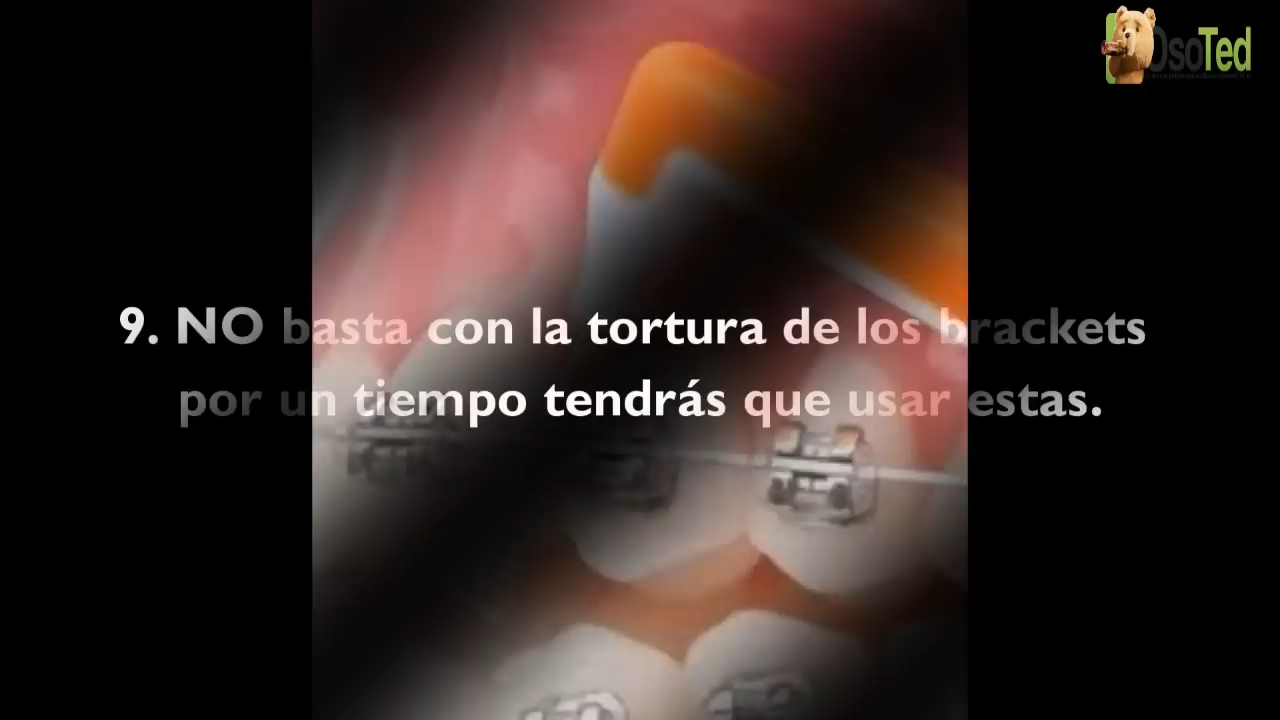 OsoTed
9. NO basta con la tortura de los brackets
por un tiempo tendrás que usar estas.